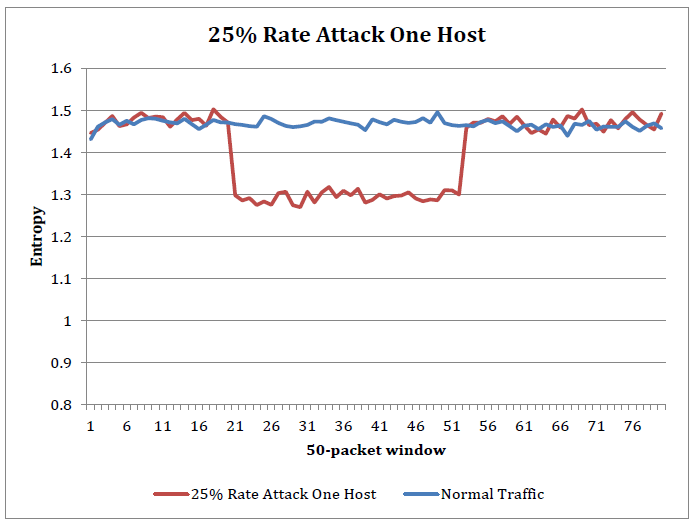 25% Rate Attack One Host
1.6
1.5
1.4
1.3
1.2
1.1
1
0.9
0.8
Entropy
1 6 11 16 21 26 31 36 41 46 51 56 61 66 71 76
50-packet window
25% Rate Attack One Host Normal Traffic